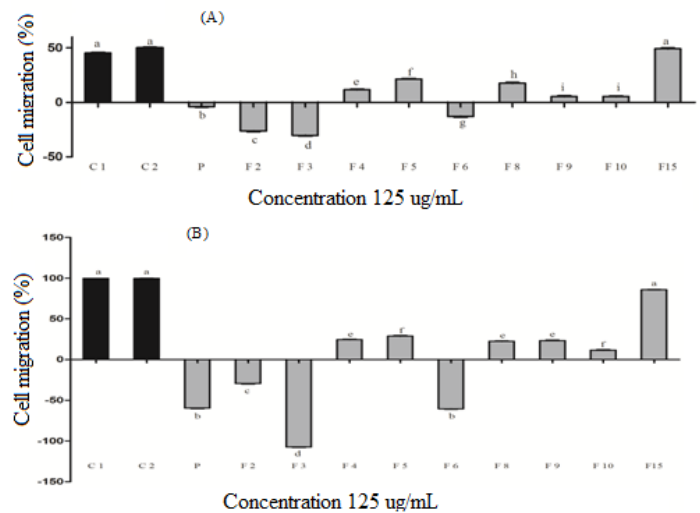 (A)
Cell migration (%)
50
0
-50
a
a
b
c
d
e
f
g
h
i
i
a
C 1 C 2 P F 2 F 3 F 4 F 5 F 6 F 8 F 9 F 10 F15
Concentration 125 ug/mL
(B)
Cell migration (%)
150
100
50
0
-50
-100
-150
a
a
b
c
d
e
f
b
e
e
f
a
C 1 C 2 P F 2 F 3 F 4 F 5 F 6 F 8 F 9 F 10 F15
Concentration 125 ug/mL